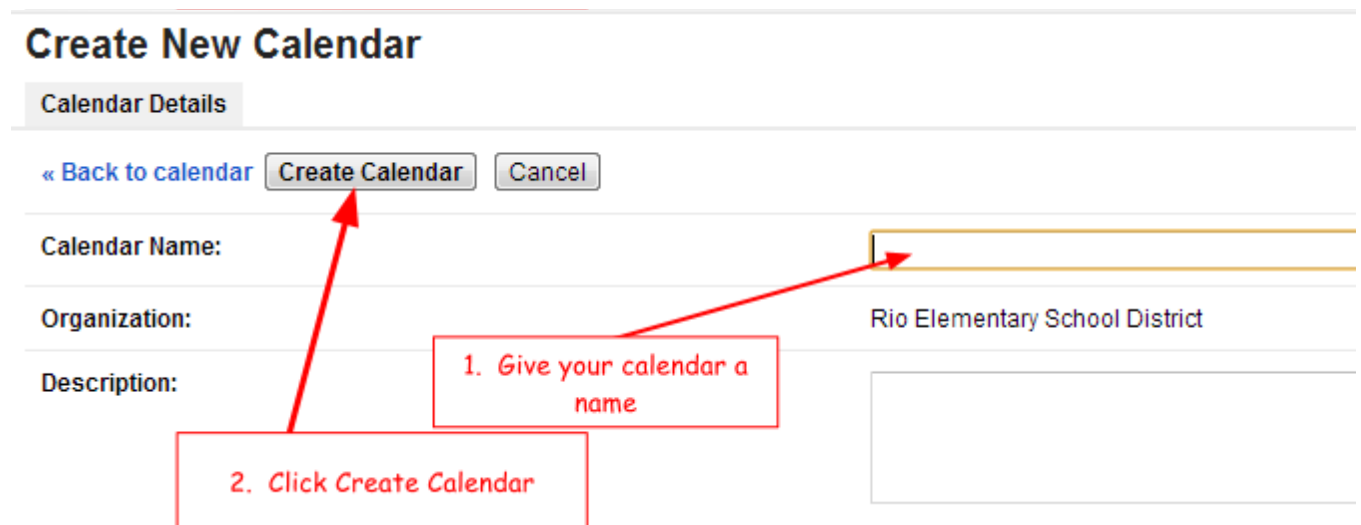 Create New Calendar
Calendar Details
« Back to calendar Create Calendar Cancel
Calendar Name:
Organization: Rio Elementary School District
1. Give your calendar a
name
Description:
2. Click Create Calendar